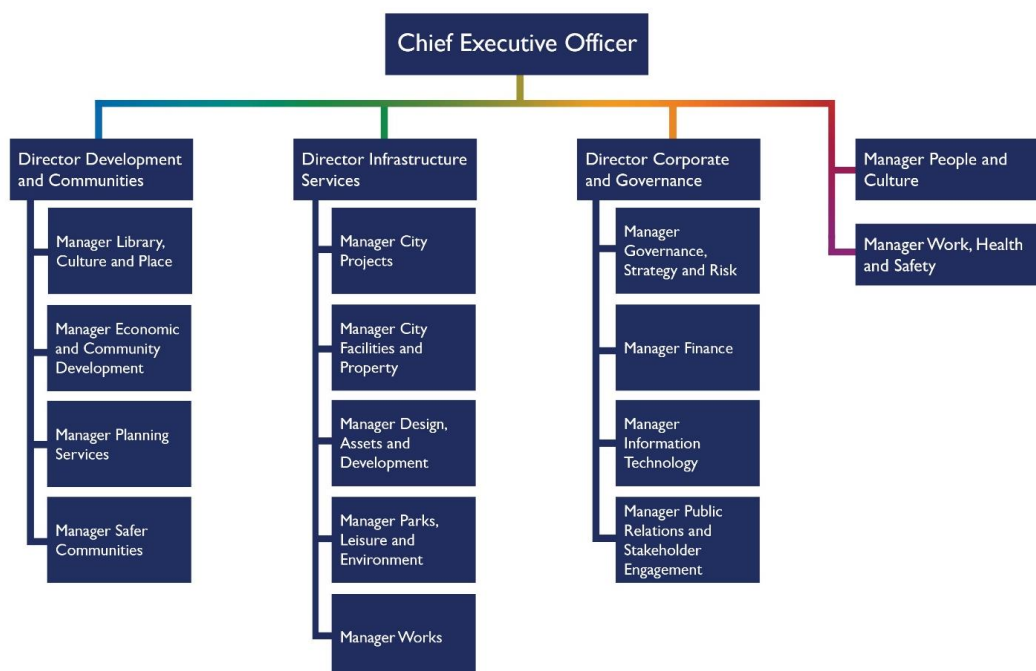 Chief Executive Officer
Director Development
and Communities
Manager Library,
Culture and Place
Manager Economic
and Community
Development
Manager Planning
Services
Manager Safer
Communities
Director Infrastructure
Services
Manager City
Projects
Manager City
Facilities and
Property
Manager Design,
Assets and
Development
Manager Parks,
Leisure and
Environment
Manager Works
Director Corporate
and Governance
Manager
Governance,
Strategy and Risk
Manager Finance
Manager
Information
Technology
Manager Public
Relations and
Stakeholder
Engagement
Manager People and
Culture
Manager Work, Health
and Safety